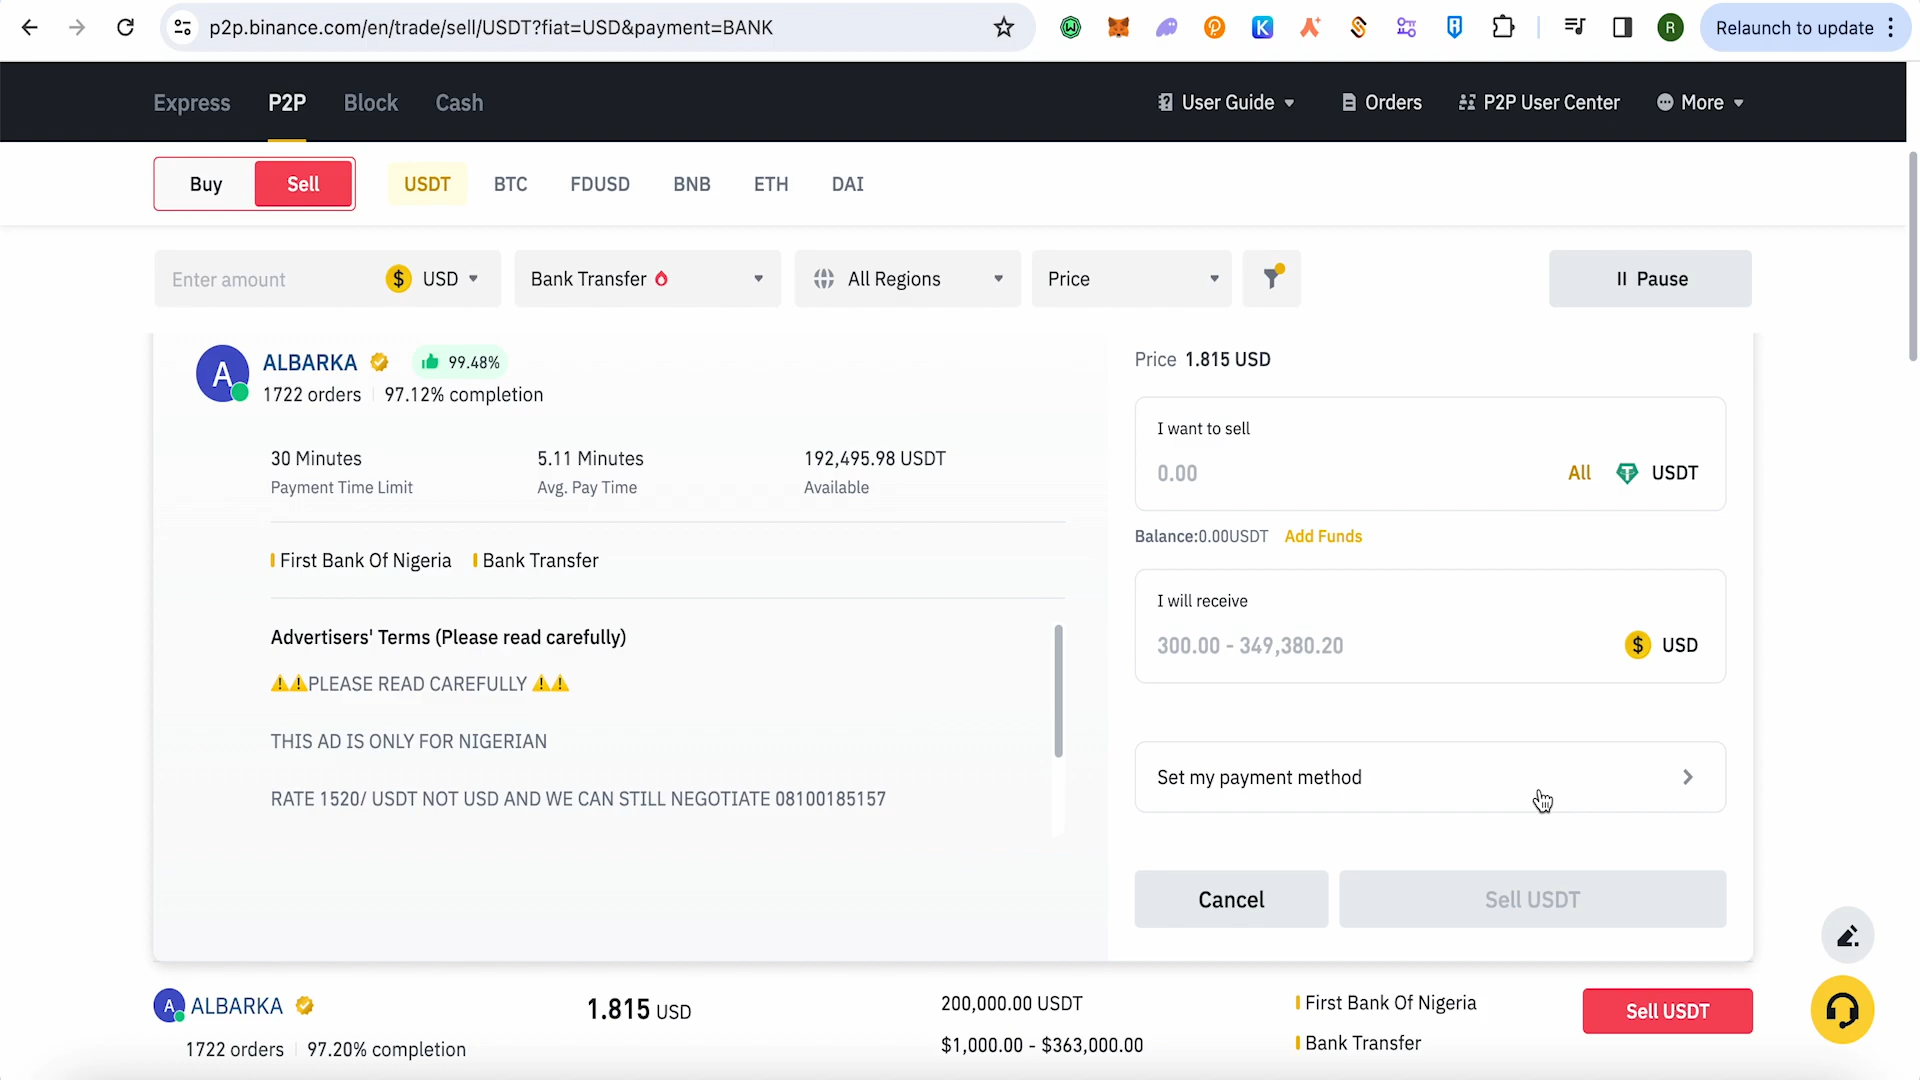 p2p.binance.com/en/trade/sell/USDT?fiat=USD&payment=BANK
R
Relaunch to update
Express P2P Block Cash
User Guide Orders P2P User Center More
Buy Sell USDT BTC FDUSD BNB ETH DAI
Enter amount $ USD Bank Transfer All Regions Price Pause
A ALBARKA 99.48%
1722 orders 97.12% completion
30 Minutes 5.11 Minutes 192,495.98 USDT
Payment Time Limit Avg. Pay Time Available
First Bank Of Nigeria Bank Transfer
Advertisers' Terms (Please read carefully)
⚠⚠PLEASE READ CAREFULLY ⚠⚠
THIS AD IS ONLY FOR NIGERIAN
RATE 1520/ USDT NOT USD AND WE CAN STILL NEGOTIATE 08100185157
Price 1.815 USD
I want to sell
0.00 All USDT
Balance:0.00USDT Add Funds
I will receive
300.00 - 349,380.20 $ USD
Set my payment method
Cancel Sell USDT
A ALBARKA 1.815 USD 200,000.00 USDT First Bank Of Nigeria Sell USDT
1722 orders 97.20% completion $1,000.00 - $363,000.00 Bank Transfer